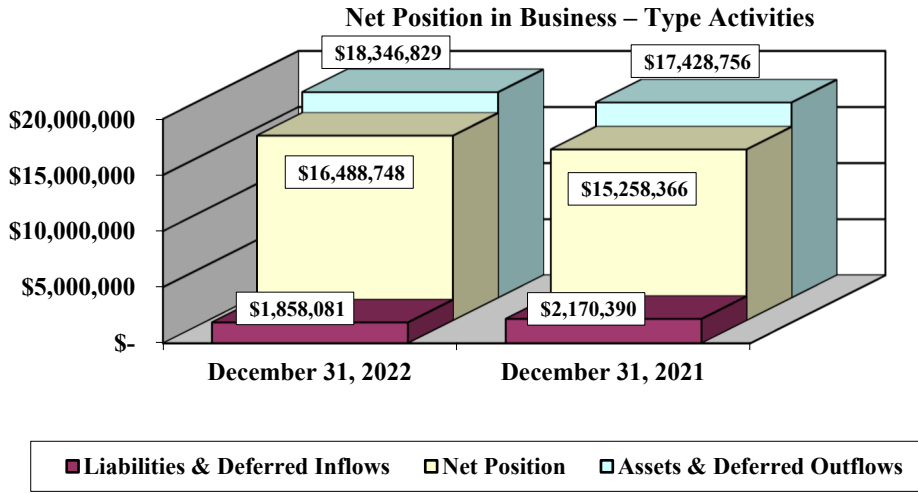 Net Position in Business – Type Activities
$18,346,829
$17,428,756
$20,000,000
$15,000,000
$10,000,000
$5,000,000
$-
$16,488,748
$15,258,366
$1,858,081
$2,170,390
December 31, 2022
December 31, 2021
Liabilities & Deferred Inflows
Net Position
Assets & Deferred Outflows